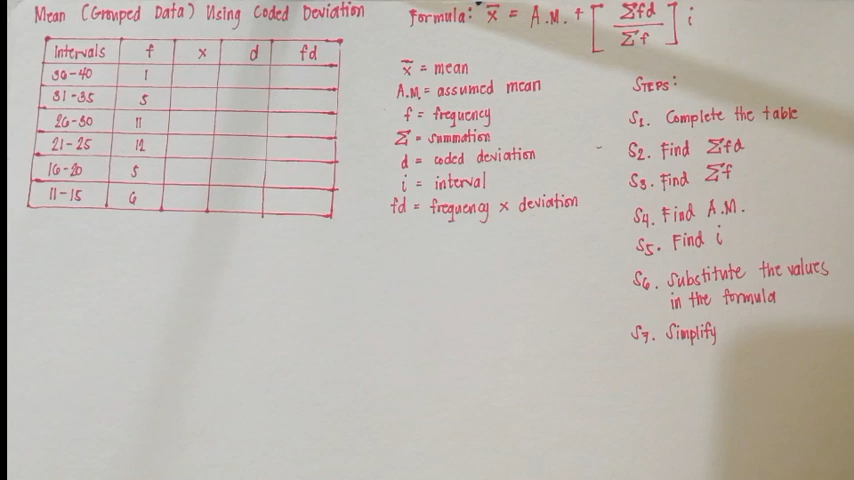 Mean (Grouped Data) Using Coded Deviation
Formula: x̄ = A.M. + [ Σfd / Σf ] i
Intervals f x d fd
36-40 1
31-35 5
26-30 11
21-25 12
16-20 5
11-15 6
x̄ = mean
A.M. = assumed mean
f = frequency
Σ = summation
d = coded deviation
i = interval
fd = frequency x deviation
STEPS:
S1. Complete the table
S2. Find Σfd
S3. Find Σf
S4. Find A.M.
S5. Find i
S6. Substitute the values
in the formula
S7. Simplify